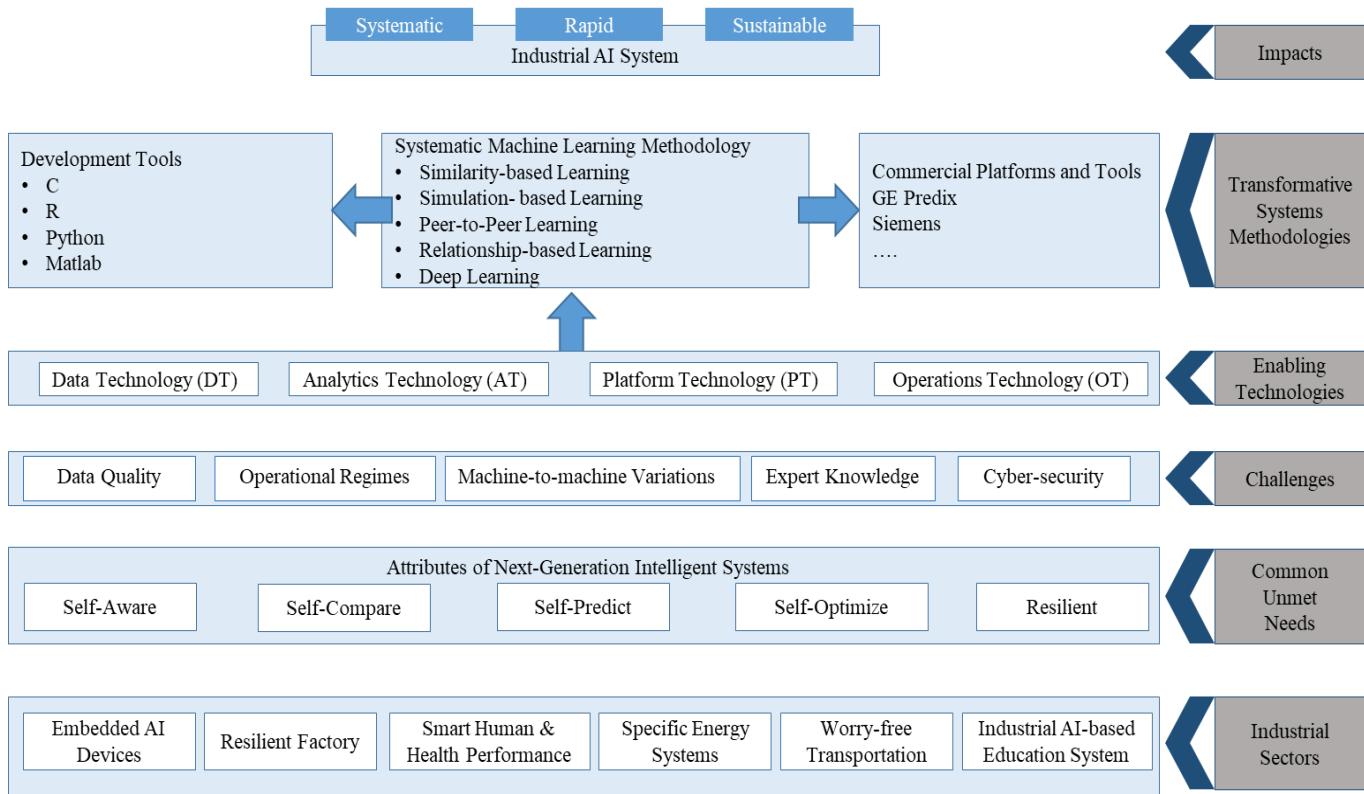 Systematic
Rapid
Sustainable
Industrial AI System
Impacts
Development Tools
• C
• R
• Python
• Matlab
Systematic Machine Learning Methodology
• Similarity-based Learning
• Simulation- based Learning
• Peer-to-Peer Learning
• Relationship-based Learning
• Deep Learning
Commercial Platforms and Tools
GE Predix
Siemens
….
Transformative
Systems
Methodologies
Data Technology (DT)
Analytics Technology (AT)
Platform Technology (PT)
Operations Technology (OT)
Enabling
Technologies
Data Quality
Operational Regimes
Machine-to-machine Variations
Expert Knowledge
Cyber-security
Challenges
Attributes of Next-Generation Intelligent Systems
Self-Aware
Self-Compare
Self-Predict
Self-Optimize
Resilient
Common
Unmet
Needs
Embedded AI
Devices
Resilient Factory
Smart Human &
Health Performance
Specific Energy
Systems
Worry-free
Transportation
Industrial AI-based
Education System
Industrial
Sectors